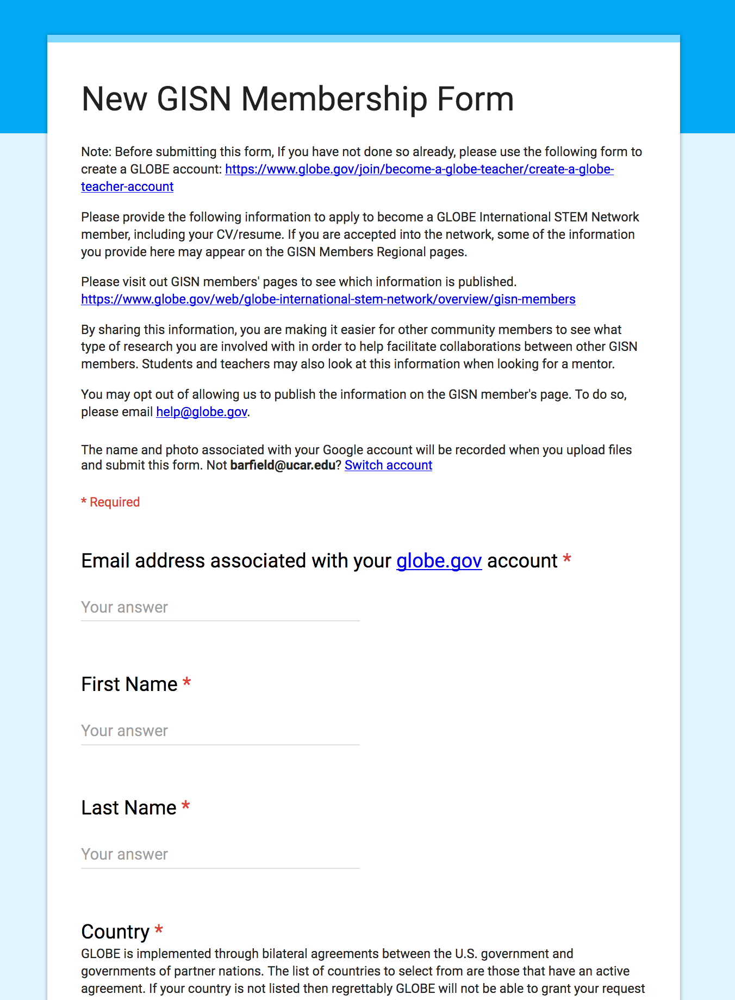 New GISN Membership Form
Note: Before submitting this form, If you have not done so already, please use the following form to
create a GLOBE account: https://www.globe.gov/join/become-a-globe-teacher/create-a-globe-
teacher-account
Please provide the following information to apply to become a GLOBE International STEM Network
member, including your CV/resume. If you are accepted into the network, some of the information
you provide here may appear on the GISN Members Regional pages.
Please visit out GISN members' pages to see which information is published.
https://www.globe.gov/web/globe-international-stem-network/overview/gisn-members
By sharing this information, you are making it easier for other community members to see what
type of research you are involved with in order to help facilitate collaborations between other GISN
members. Students and teachers may also look at this information when looking for a mentor.
You may opt out of allowing us to publish the information on the GISN member's page. To do so,
please email help@globe.gov.
The name and photo associated with your Google account will be recorded when you upload files
and submit this form. Not barfield@ucar.edu? Switch account
* Required
Email address associated with your globe.gov account *
Your answer
First Name *
Your answer
Last Name *
Your answer
Country *
GLOBE is implemented through bilateral agreements between the U.S. government and
governments of partner nations. The list of countries to select from are those that have an active
agreement. If your country is not listed then regrettably GLOBE will not be able to grant your request